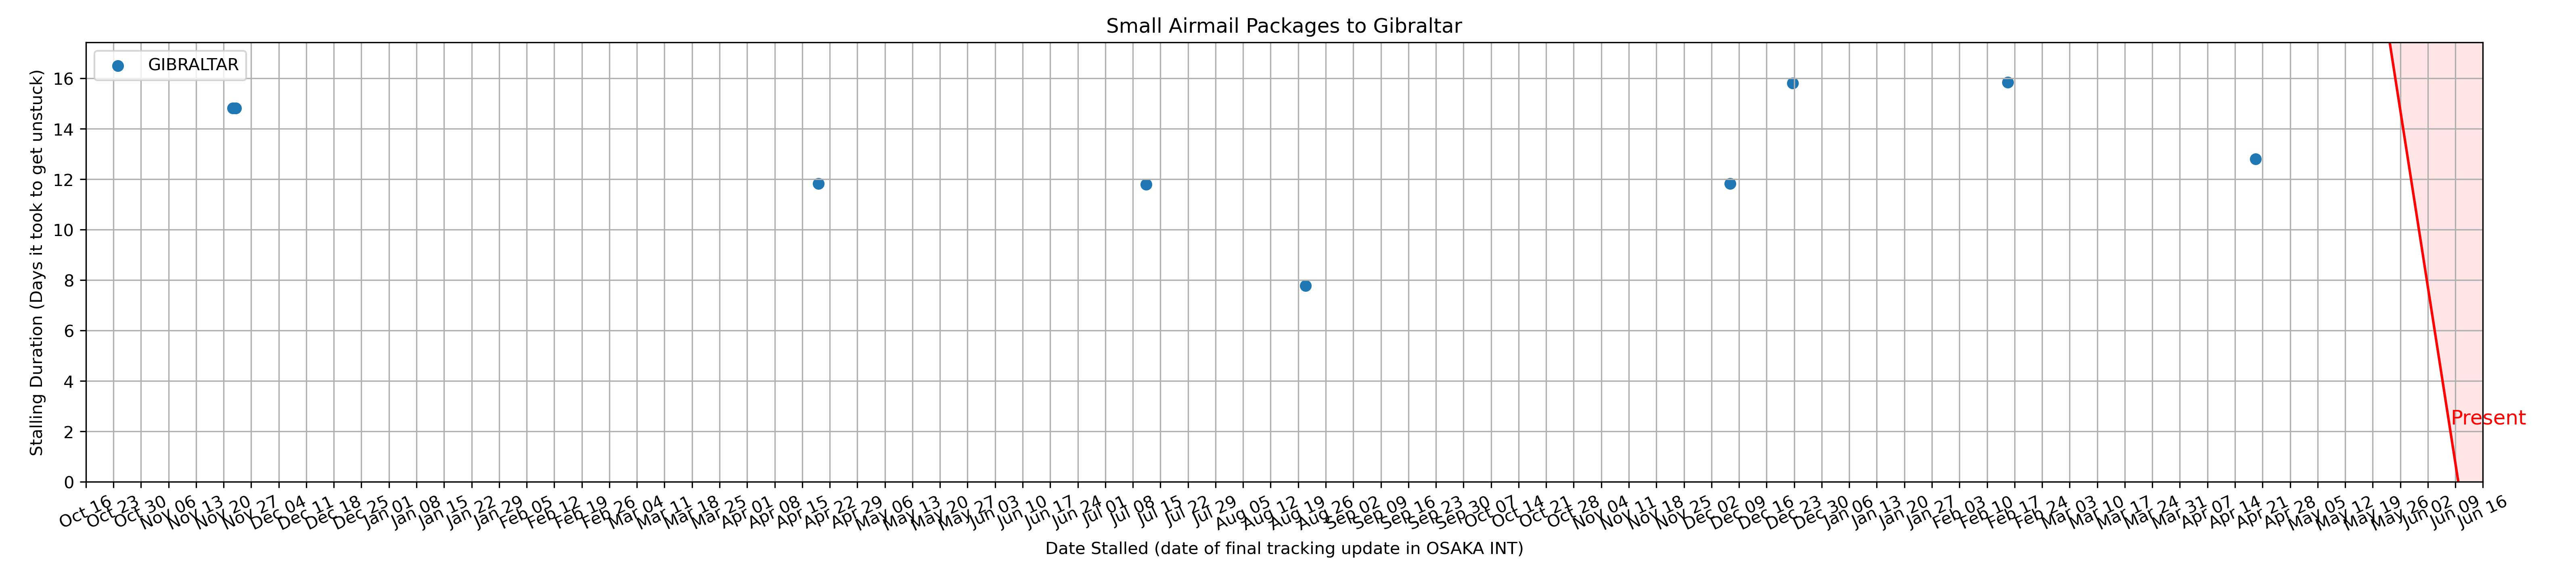 Small Airmail Packages to Gibraltar
GIBRALTAR
Stalling Duration (Days it took to get unstuck)
16
14
12
10
8
6
4
2
0
Present
Oct 16
Oct 23
Oct 30
Nov 06
Nov 13
Nov 20
Nov 27
Dec 04
Dec 11
Dec 18
Dec 25
Jan 01
Jan 08
Jan 15
Jan 22
Jan 29
Feb 05
Feb 12
Feb 19
Feb 26
Mar 04
Mar 11
Mar 18
Mar 25
Apr 01
Apr 08
Apr 15
Apr 22
Apr 29
May 06
May 13
May 20
May 27
Jun 03
Jun 10
Jun 17
Jun 24
Jul 01
Jul 08
Jul 15
Jul 22
Jul 29
Aug 05
Aug 12
Aug 19
Aug 26
Sep 02
Sep 09
Sep 16
Sep 23
Sep 30
Oct 07
Oct 14
Oct 21
Oct 28
Nov 04
Nov 11
Nov 18
Nov 25
Dec 02
Dec 09
Dec 16
Dec 23
Dec 30
Jan 06
Jan 13
Jan 20
Jan 27
Feb 03
Feb 10
Feb 17
Feb 24
Mar 03
Mar 10
Mar 17
Mar 24
Mar 31
Apr 07
Apr 14
Apr 21
Apr 28
May 05
May 12
May 19
May 26
Jun 02
Jun 09
Jun 16
Date Stalled (date of final tracking update in OSAKA INT)